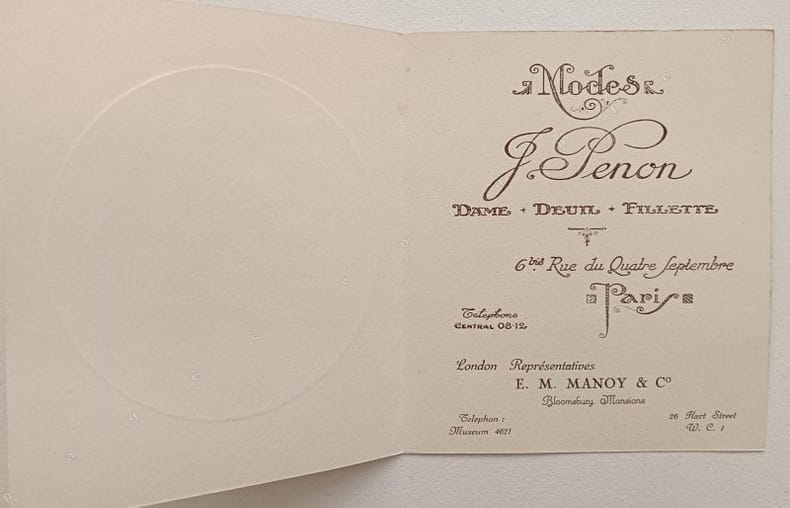 Modes
J. Penon
DAME + DEUIL + FILLETTE
6bis Rue du Quatre Septembre
Paris
Telephone
CENTRAL 08-12
London Représentatives
E. M. MANOY & Co
Bloomsbury Mansions
Telephon :
Museum 4621
26 Hart Street
W. C. 1